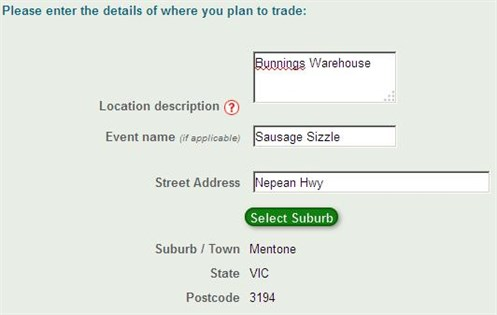 Please enter the details of where you plan to trade:
Location description ? Bunnings Warehouse
Event name (if applicable) Sausage Sizzle
Street Address Nepean Hwy
Select Suburb
Suburb / Town Mentone
State VIC
Postcode 3194